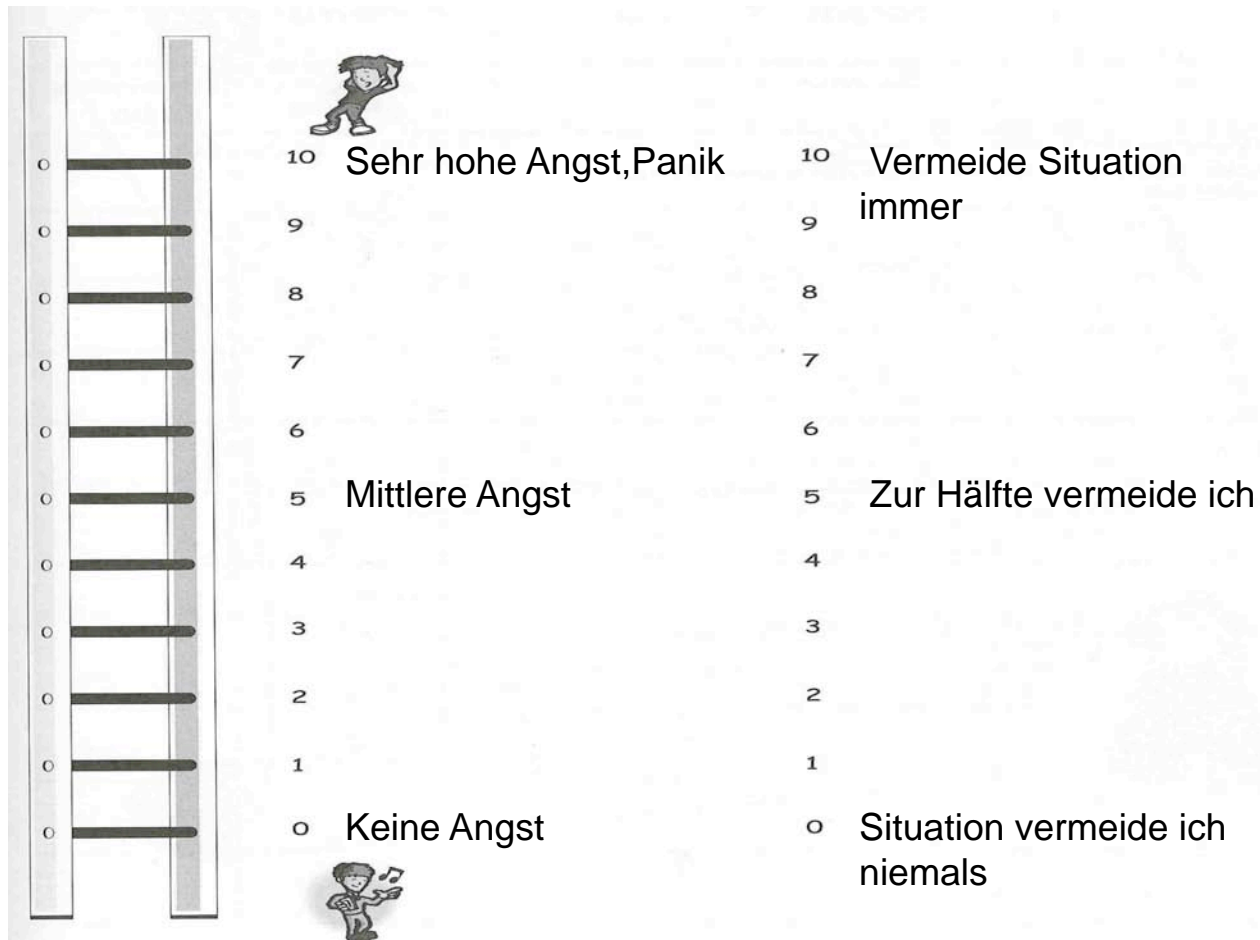 10 Sehr hohe Angst,Panik 10 Vermeide Situation
immer
9 9
8 8
7 7
6 6
5 Mittlere Angst 5 Zur Hälfte vermeide ich
4 4
3 3
2 2
1 1
0 Keine Angst 0 Situation vermeide ich
niemals